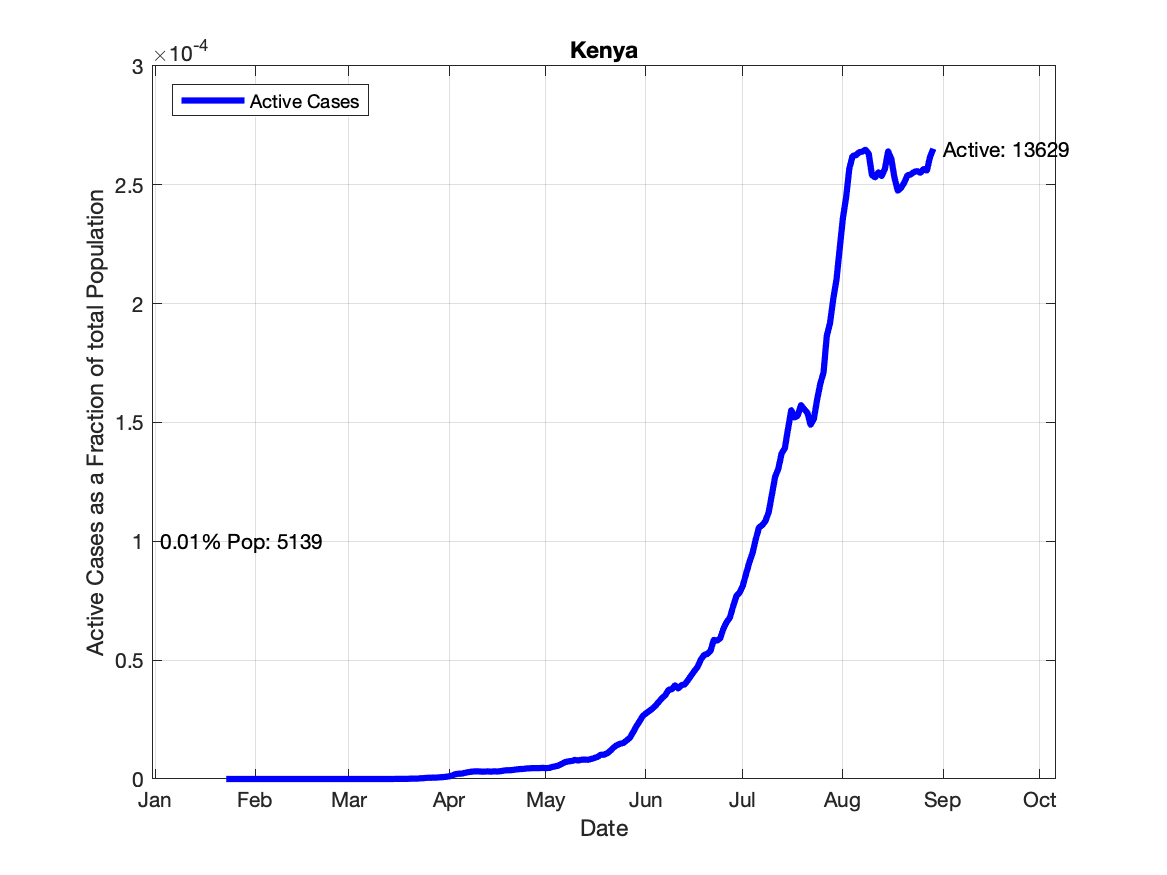 Kenya
×10-4
3
2.5
2
1.5
1
0.5
0
Active Cases
Active: 13629
0.01% Pop: 5139
Active Cases as a Fraction of total Population
Jan Feb Mar Apr May Jun Jul Aug Sep Oct
Date